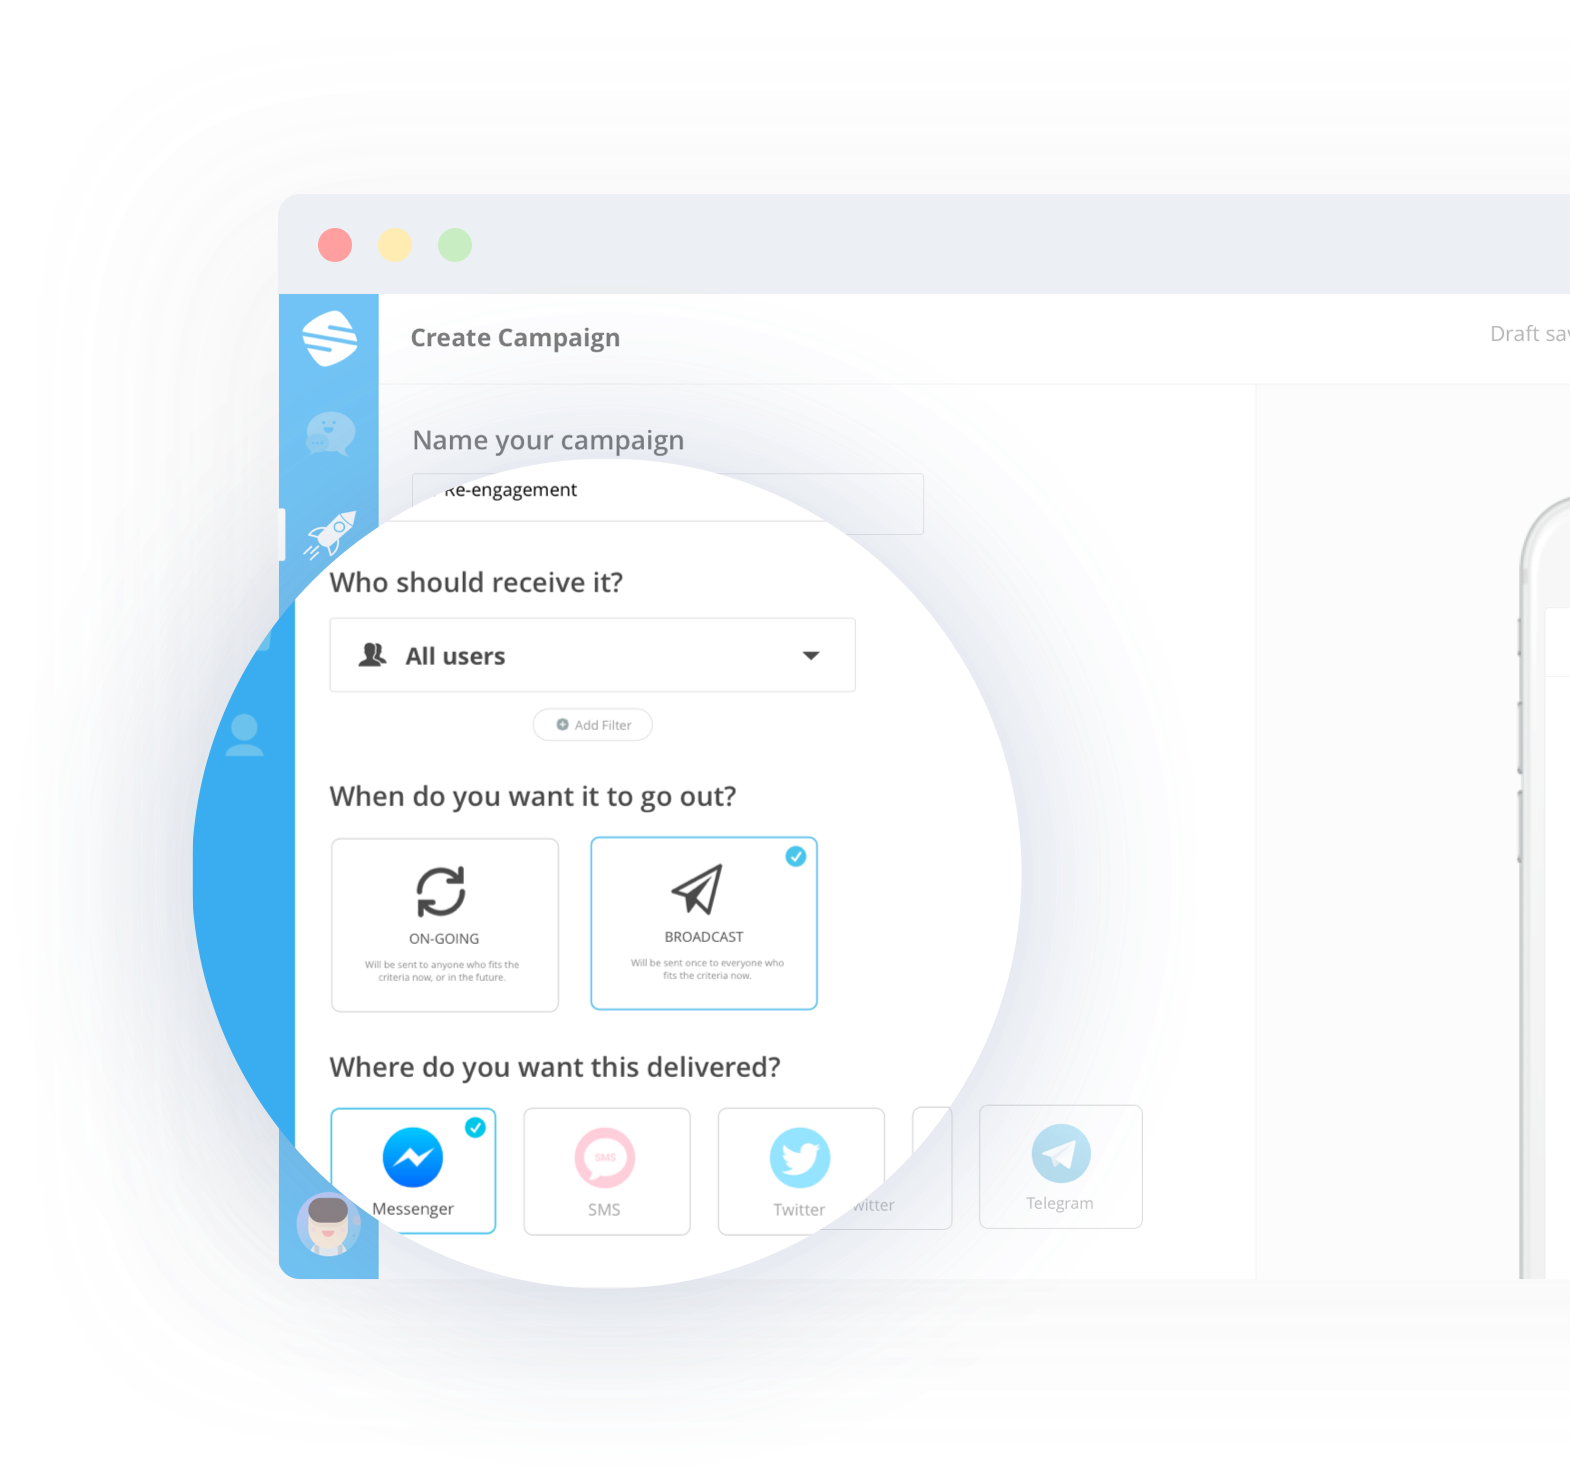 Create Campaign
Draft
Name your campaign
Re-engagement
Who should receive it?
All users
Add Filter
When do you want it to go out?
ON-GOING
Will be sent to anyone who fits the
criteria now, or in the future.
BROADCAST
Will be sent once to everyone who
fits the criteria now.
Where do you want this delivered?
SMS
Messenger
SMS
Twitter
Telegram